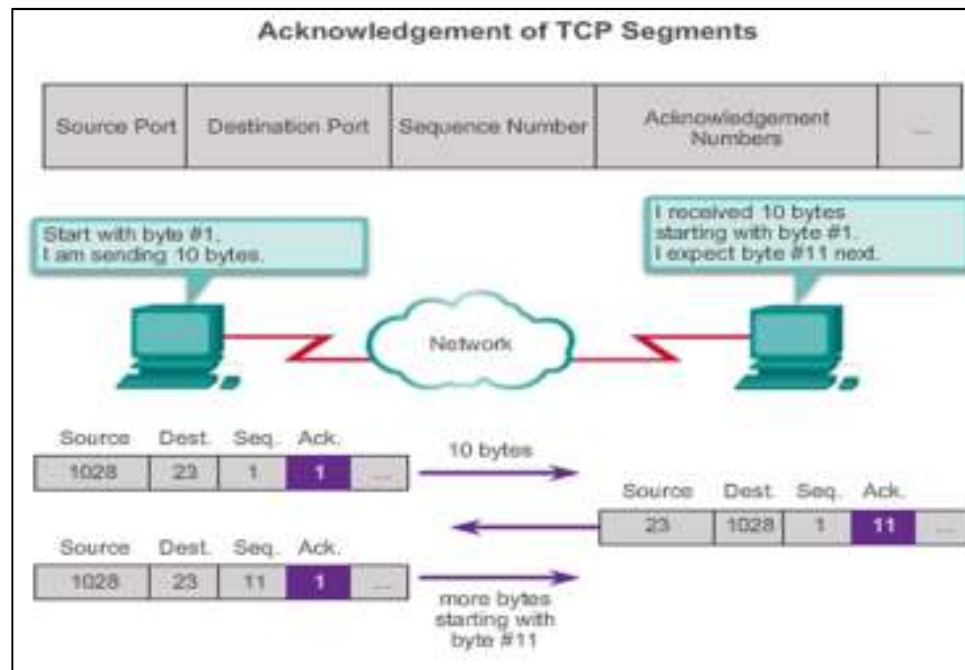 Acknowledgement of TCP Segments
Source Port
Destination Port
Sequence Number
Acknowledgement
Numbers
...
Start with byte #1,
I am sending 10 bytes.
I received 10 bytes
starting with byte #1.
I expect byte #11 next.
Network
Source Dest. Seq. Ack.
1028 23 1 1 ...
10 bytes
Source Dest. Seq. Ack.
23 1028 1 11 ...
Source Dest. Seq. Ack.
1028 23 11 1 ...
more bytes
starting with
byte #11